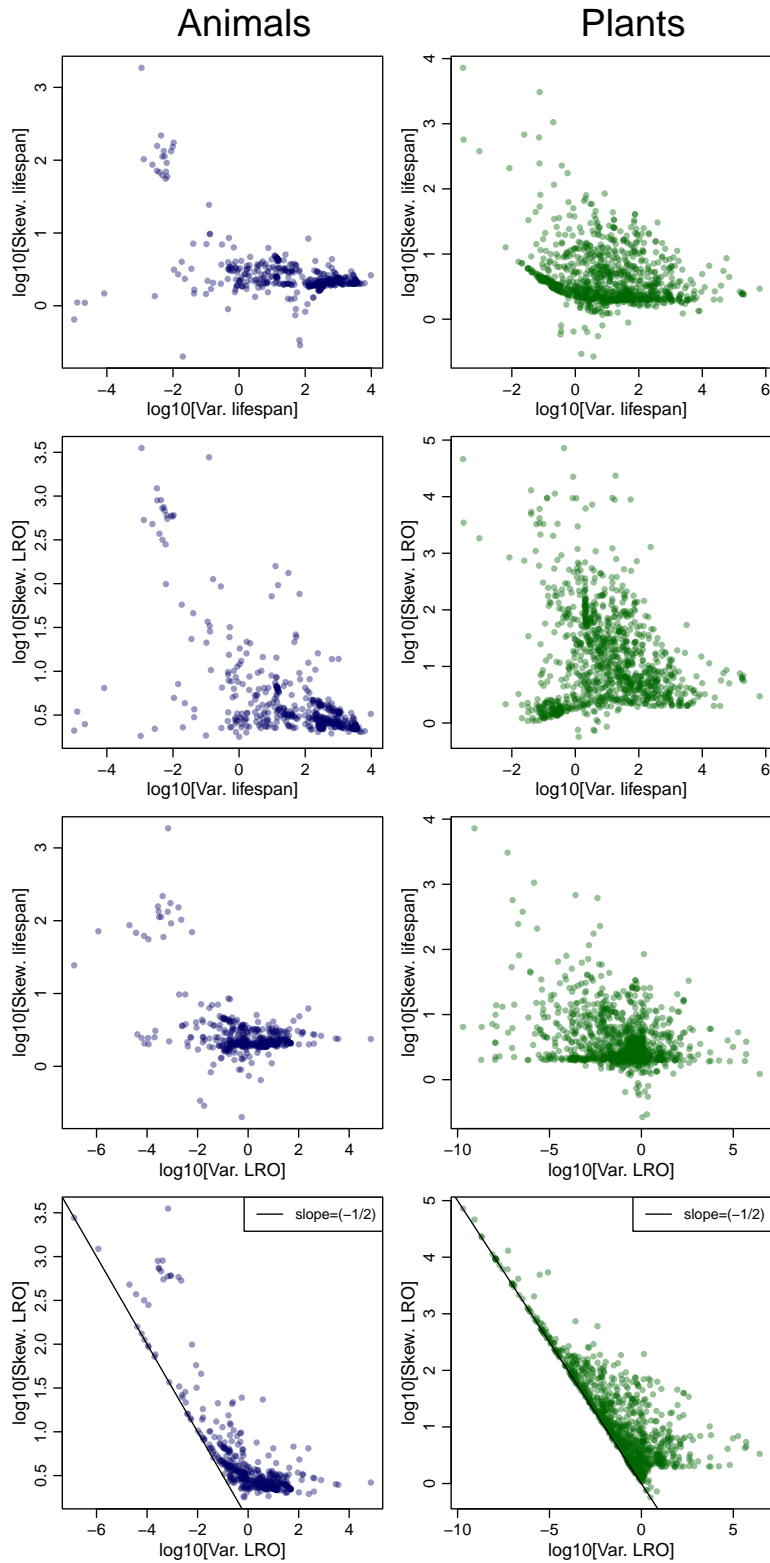 Animals
Plants
log10[Skew. lifespan]
0 1 2 3
−4 −2 0 2 4
log10[Var. lifespan]
log10[Skew. lifespan]
0 1 2 3 4
−2 0 2 4 6
log10[Var. lifespan]
log10[Skew. LRO]
0.5 1.0 1.5 2.0 2.5 3.0 3.5
−4 −2 0 2 4
log10[Var. lifespan]
log10[Skew. LRO]
0 1 2 3 4 5
−2 0 2 4 6
log10[Var. lifespan]
log10[Skew. lifespan]
0 1 2 3
−6 −4 −2 0 2 4
log10[Var. LRO]
log10[Skew. lifespan]
0 1 2 3 4
−10 −5 0 5
log10[Var. LRO]
log10[Skew. LRO]
0.5 1.0 1.5 2.0 2.5 3.0 3.5
slope=(−1/2)
−6 −4 −2 0 2 4
log10[Var. LRO]
log10[Skew. LRO]
0 1 2 3 4 5
slope=(−1/2)
−10 −5 0 5
log10[Var. LRO]